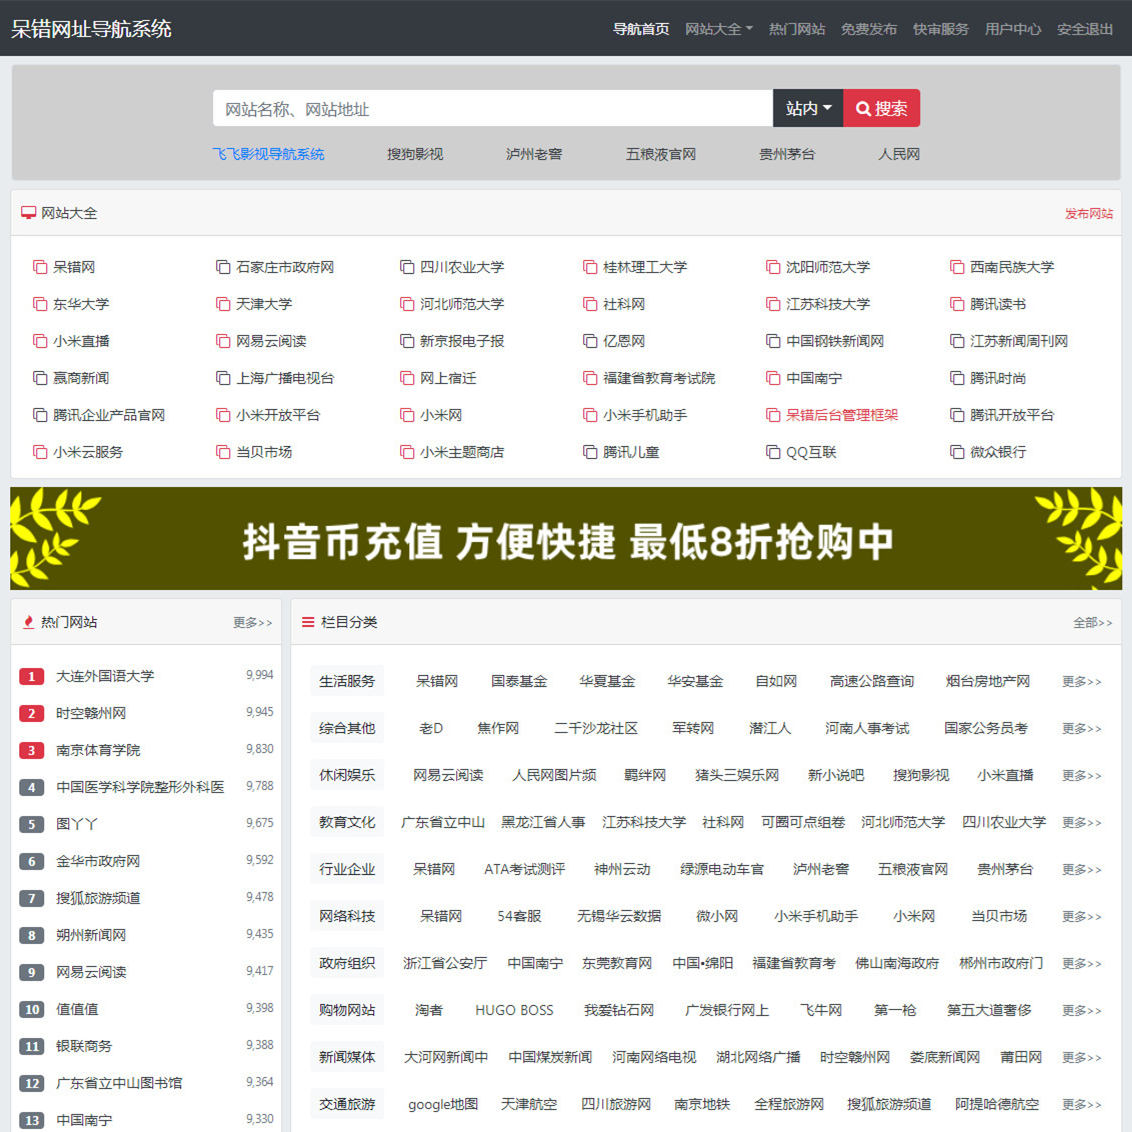 呆错网址导航系统 导航首页 网站大全 热门网站 免费发布 快审服务 用户中心 安全退出
网站名称、网站地址 站内 搜索
飞飞影视导航系统 搜狗影视 泸州老窖 五粮液官网 贵州茅台 人民网
网站大全 发布网站
呆错网 石家庄市政府网 四川农业大学 桂林理工大学 沈阳师范大学 西南民族大学
东华大学 天津大学 河北师范大学 社科网 江苏科技大学 腾讯读书
小米直播 网易云阅读 新京报电子报 亿恩网 中国钢铁新闻网 江苏新闻周刊网
赢商新闻 上海广播电视台 网上宿迁 福建省教育考试院 中国南宁 腾讯时尚
腾讯企业产品官网 小米开放平台 小米网 小米手机助手 呆错后台管理框架 腾讯开放平台
小米云服务 当贝市场 小米主题商店 腾讯儿童 QQ互联 微众银行
抖音币充值 方便快捷 最低8折抢购中
热门网站 更多>>
1 大连外国语大学 9,994
2 时空赣州网 9,945
3 南京体育学院 9,830
4 中国医学科学院整形外科医 9,788
5 图丫丫 9,675
6 金华市政府网 9,592
7 搜狐旅游频道 9,478
8 朔州新闻网 9,435
9 网易云阅读 9,417
10 值值值 9,398
11 银联商务 9,388
12 广东省立中山图书馆 9,364
13 中国南宁 9,330
栏目分类 全部>>
生活服务 呆错网 国泰基金 华夏基金 华安基金 自如网 高速公路查询 烟台房地产网 更多>>
综合其他 老D 焦作网 二千沙龙社区 军转网 潜江人 河南人事考试 国家公务员考 更多>>
休闲娱乐 网易云阅读 人民网图片频 羁绊网 猪头三娱乐网 新小说吧 搜狗影视 小米直播 更多>>
教育文化 广东省立中山 黑龙江省人事 江苏科技大学 社科网 可圈可点组卷 河北师范大学 四川农业大学 更多>>
行业企业 呆错网 ATA考试测评 神州云动 绿源电动车官 泸州老窖 五粮液官网 贵州茅台 更多>>
网络科技 呆错网 54客服 无锡华云数据 微小网 小米手机助手 小米网 当贝市场 更多>>
政府组织 浙江省公安厅 中国南宁 东莞教育网 中国•绵阳 福建省教育考 佛山南海政府 郴州市政府门 更多>>
购物网站 淘者 HUGO BOSS 我爱钻石网 广发银行网上 飞牛网 第一枪 第五大道奢侈 更多>>
新闻媒体 大河网新闻中 中国煤炭新闻 河南网络电视 湖北网络广播 时空赣州网 娄底新闻网 莆田网 更多>>
交通旅游 google地图 天津航空 四川旅游网 南京地铁 全程旅游网 搜狐旅游频道 阿提哈德航空 更多>>